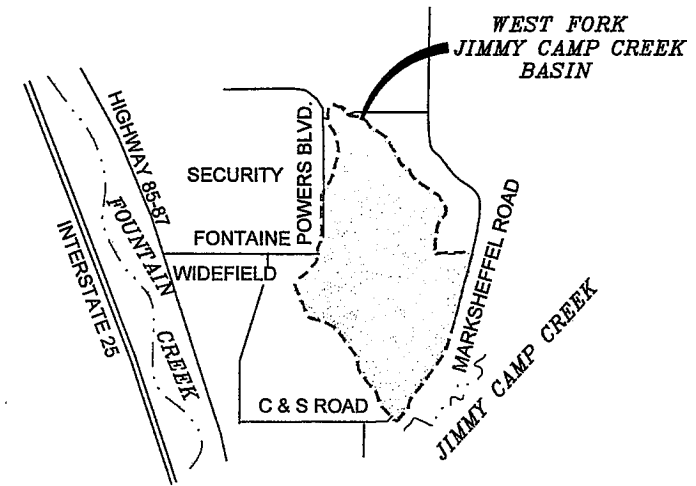 WEST FORK
JIMMY CAMP CREEK
BASIN
HIGHWAY 85-87
POWERS BLVD.
SECURITY
FOUNTAIN
CREEK
INTERSTATE 25
FONTAINE
WIDEFIELD
MARKSHEFFEL ROAD
C & S ROAD
JIMMY CAMP CREEK